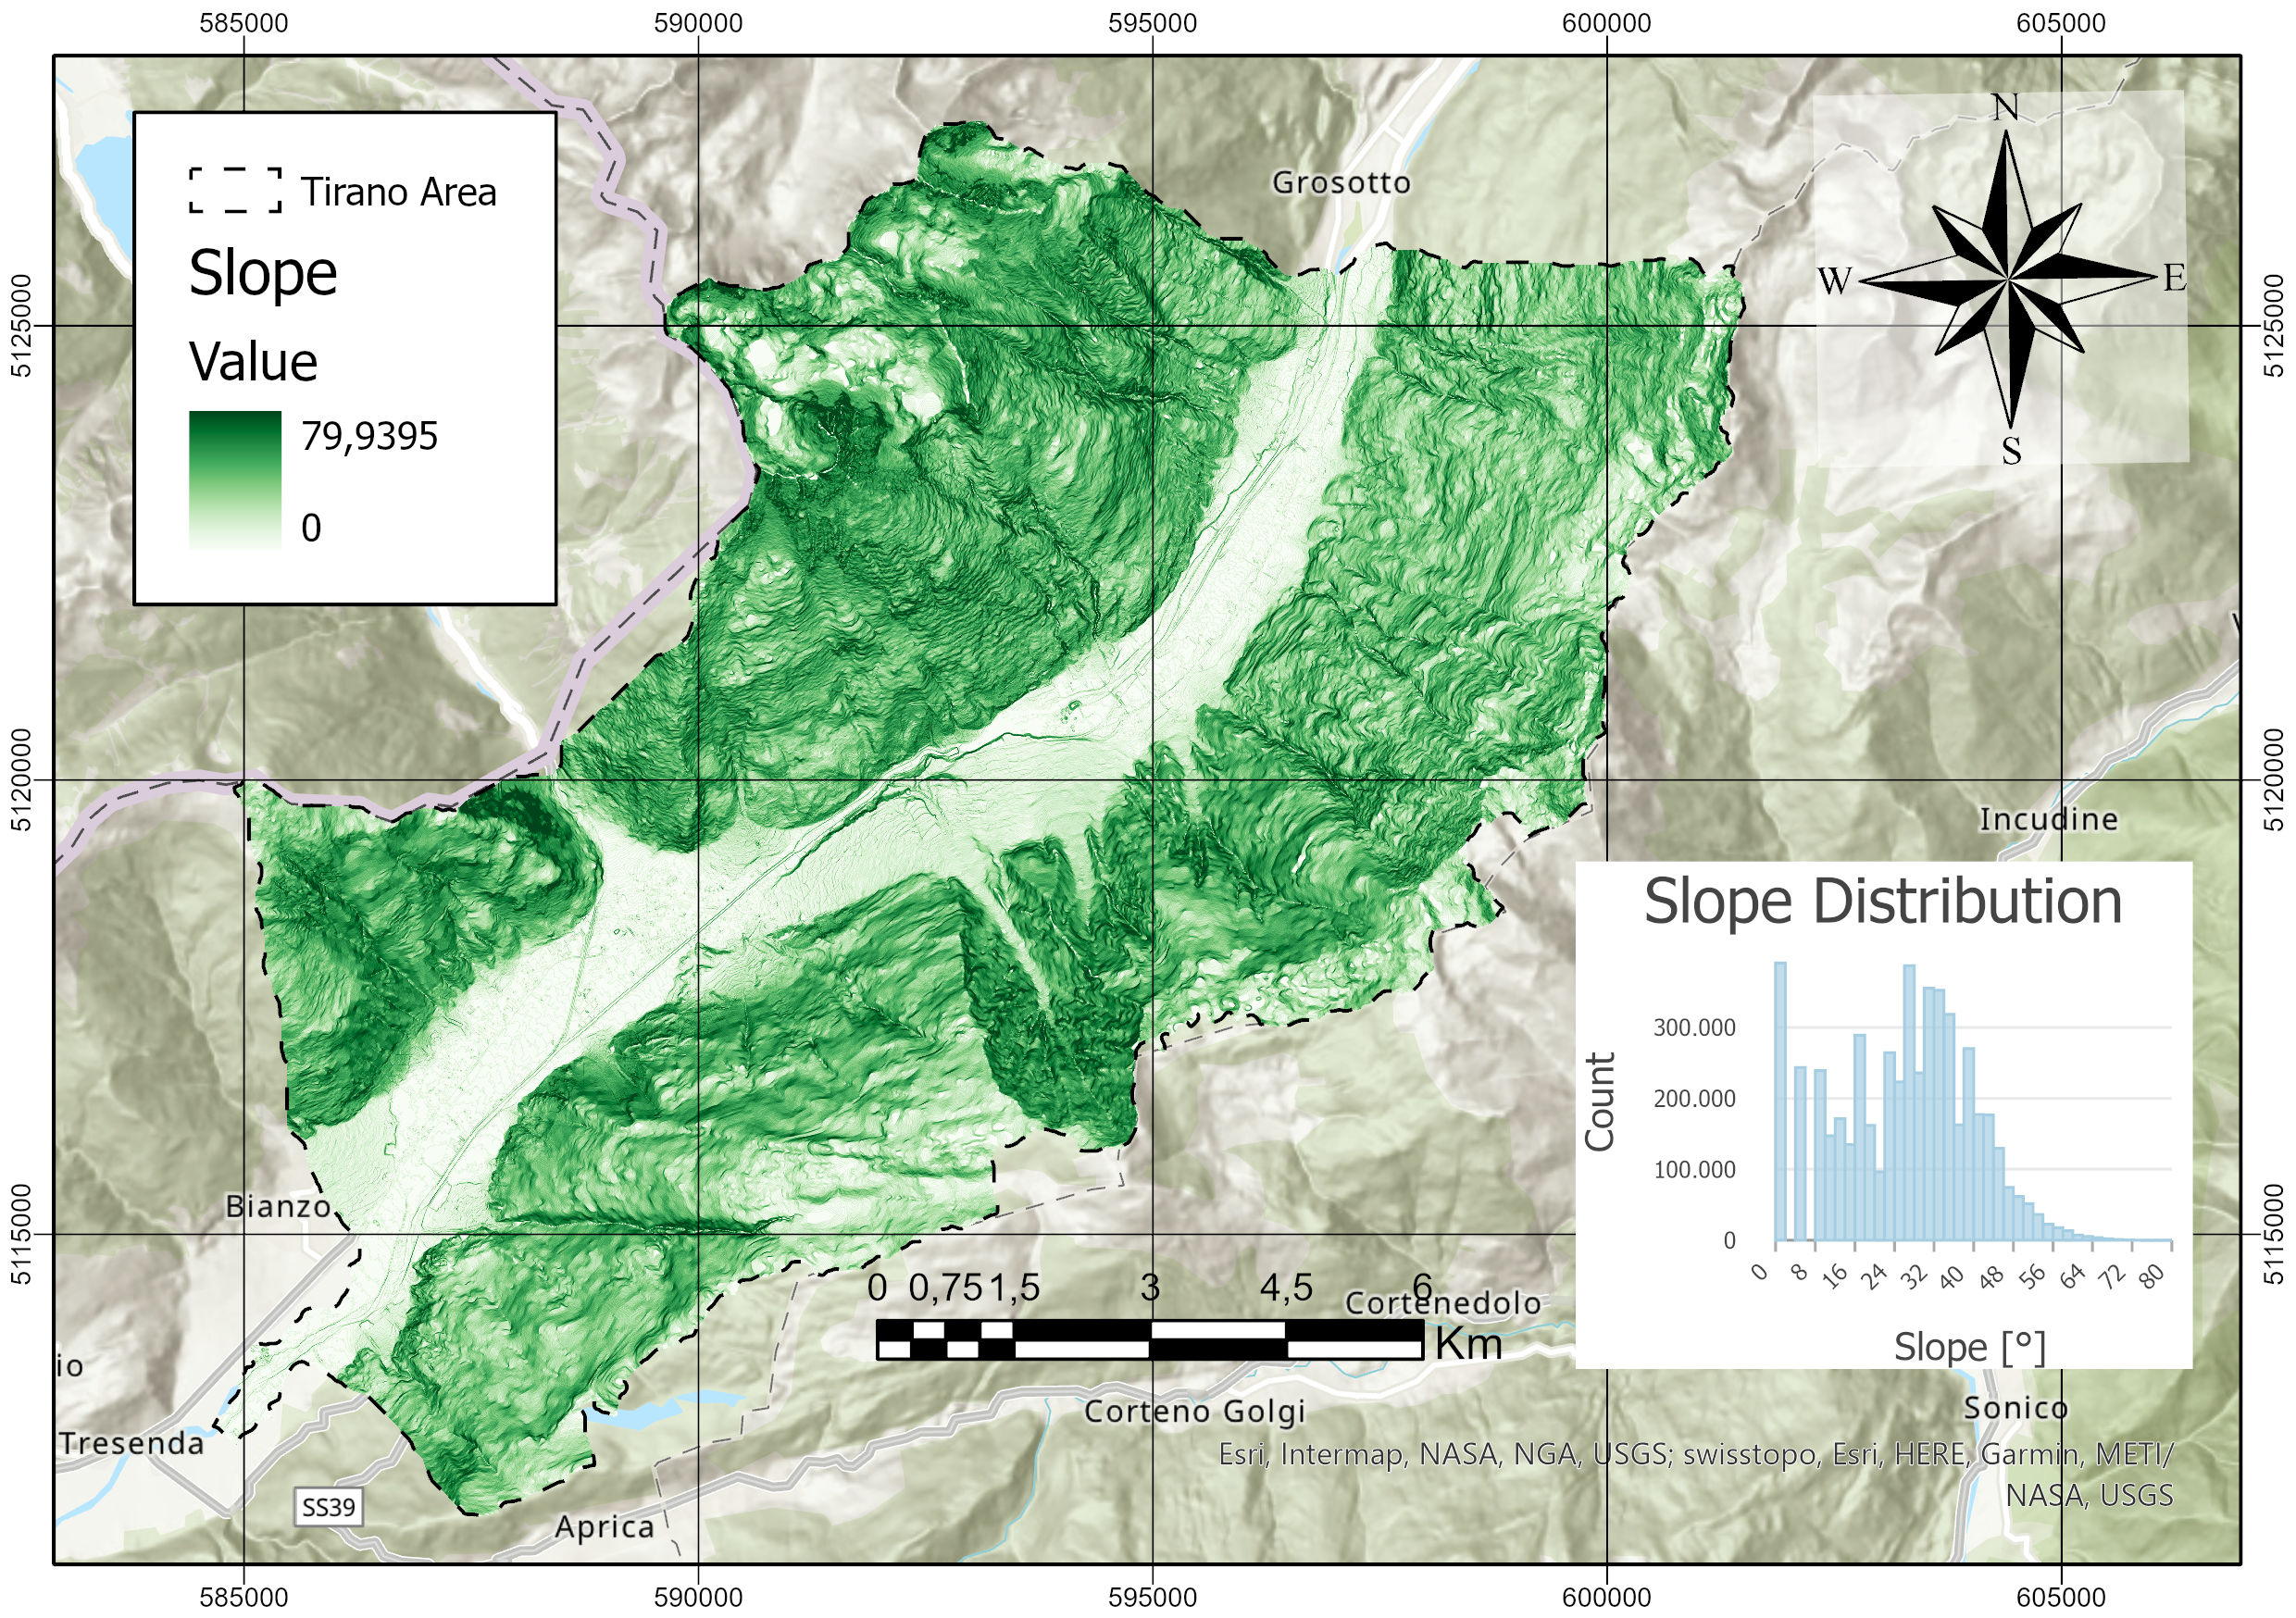 585000 590000 595000 600000 605000
N
Grosotto
Tirano Area
Slope
W E
5125000 5125000
Value
79,9395
S
0
5120000 5120000
Incudine
Slope Distribution
300.000
Count
200.000
100.000
0
0 8 16 24 32 40 48 56 64 72 80
Slope [°]
Bianzo
5115000 5115000
0 0,75 1,5 3 4,5 6
Km
Cortenedolo
io
Corteno Golgi
Sonico
Tresenda
Esri, Intermap, NASA, NGA, USGS; swisstopo, Esri, HERE, Garmin, METI/
NASA, USGS
SS39
Aprica
585000 590000 595000 600000 605000